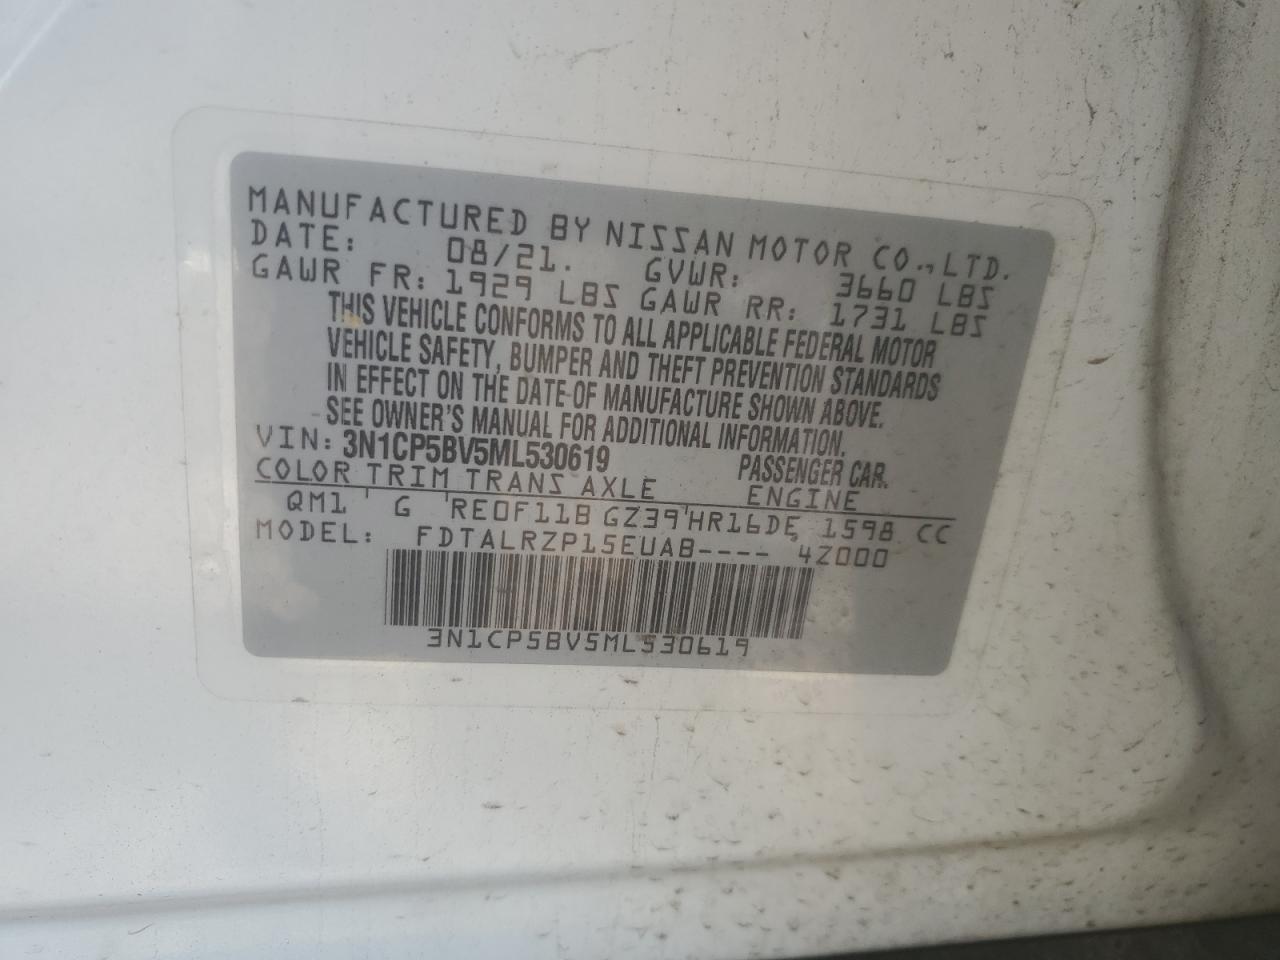 MANUFACTURED BY NISSAN MOTOR CO., LTD.
DATE: 08/21. GVWR: 3660 LBS
GAWR FR: 1929 LBS GAWR RR: 1731 LBS
THIS VEHICLE CONFORMS TO ALL APPLICABLE FEDERAL MOTOR
VEHICLE SAFETY, BUMPER AND THEFT PREVENTION STANDARDS
IN EFFECT ON THE DATE OF MANUFACTURE SHOWN ABOVE.
SEE OWNER'S MANUAL FOR ADDITIONAL INFORMATION.
VIN: 3N1CP5BV5ML530619 PASSENGER CAR.
COLOR TRIM TRANS AXLE ENGINE
QM1 ' G ' RE0F11B GZ39 ' HR16DE, 1598 CC
MODEL: FDTALRZP15EUAB---- 4Z000
3N1CP5BV5ML530619